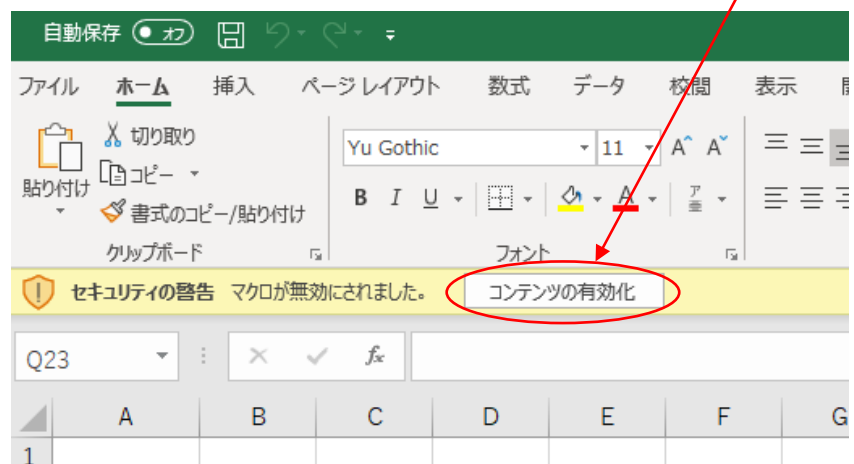 自動保存 オフ
ファイル ホーム 挿入 ページ レイアウト 数式 データ 校閲 表示
切り取り
コピー
貼り付け
書式のコピー/貼り付け
クリップボード
Yu Gothic 11 A A
B I U A ア亜
フォント
セキュリティの警告 マクロが無効にされました。 コンテンツの有効化
Q23 fx
A B C D E F G
1